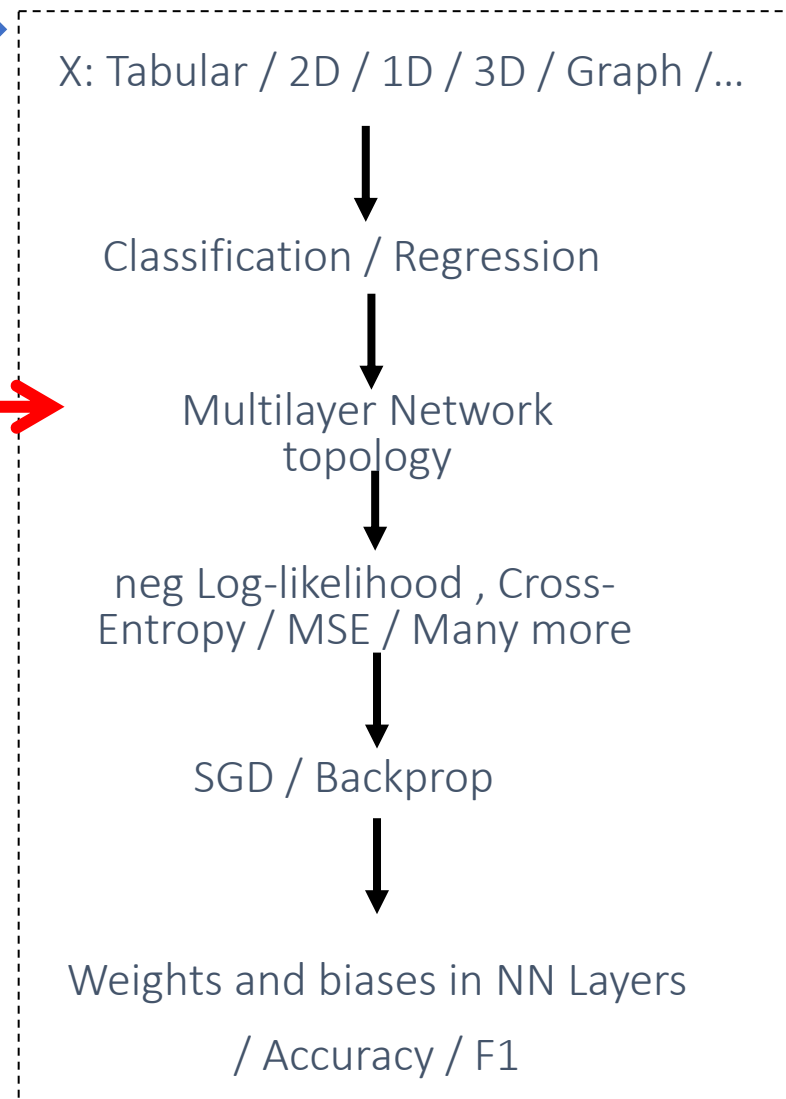 X: Tabular / 2D / 1D / 3D / Graph /...
Classification / Regression
Multilayer Network
topology
neg Log-likelihood , Cross-
Entropy / MSE / Many more
SGD / Backprop
Weights and biases in NN Layers
/ Accuracy / F1